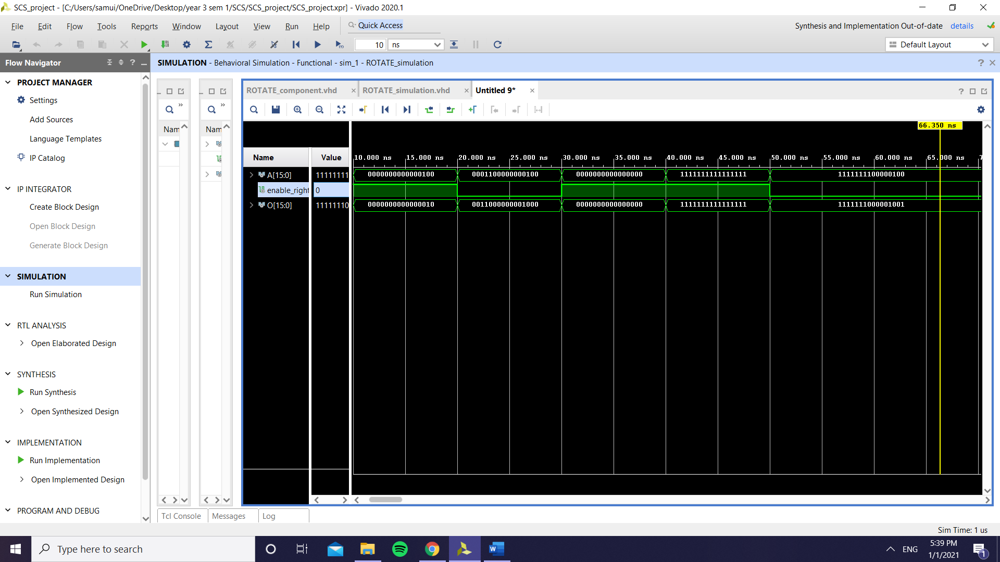 SCS_project - [C:/Users/samui/OneDrive/Desktop/year 3 sem 1/SCS/SCS_project/SCS_project.xpr] - Vivado 2020.1
File Edit Flow Tools Reports Window Layout View Run Help Quick Access
Synthesis and Implementation Out-of-date details
10 ns
Default Layout
Flow Navigator
SIMULATION - Behavioral Simulation - Functional - sim_1 - ROTATE_simulation
PROJECT MANAGER
Settings
Add Sources
Language Templates
IP Catalog
IP INTEGRATOR
Create Block Design
Open Block Design
Generate Block Design
SIMULATION
Run Simulation
RTL ANALYSIS
Open Elaborated Design
SYNTHESIS
Run Synthesis
Open Synthesized Design
IMPLEMENTATION
Run Implementation
Open Implemented Design
PROGRAM AND DEBUG
Nam
Nam
ROTATE_component.vhd ROTATE_simulation.vhd Untitled 9*
66.350 ns
Name Value
10.000 ns 15.000 ns 20.000 ns 25.000 ns 30.000 ns 35.000 ns 40.000 ns 45.000 ns 50.000 ns 55.000 ns 60.000 ns 65.000 ns 7
A[15:0] 11111111 0000000000000100 0001100000000100 0000000000000000 1111111111111111 1111111100000100
enable_right 0
O[15:0] 11111110 0000000000000010 0011000000001000 0000000000000000 1111111111111111 1111111000001001
Tcl Console Messages Log
Sim Time: 1 us
Type here to search
ENG
5:39 PM
1/1/2021
1